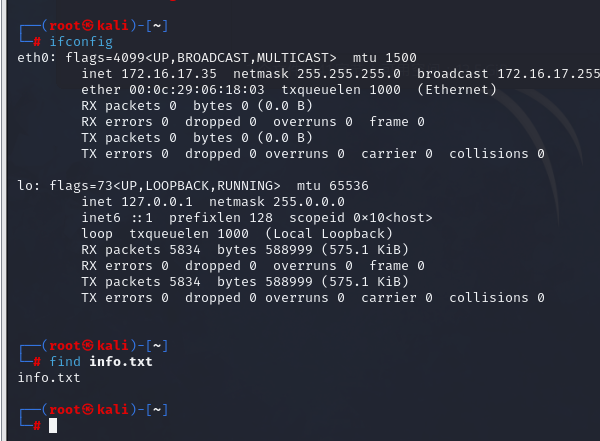 ┌──(root㉿kali)-[~]
└─# ifconfig
eth0: flags=4099<UP,BROADCAST,MULTICAST>  mtu 1500
        inet 172.16.17.35  netmask 255.255.255.0  broadcast 172.16.17.255
        ether 00:0c:29:06:18:03  txqueuelen 1000  (Ethernet)
        RX packets 0  bytes 0 (0.0 B)
        RX errors 0  dropped 0  overruns 0  frame 0
        TX packets 0  bytes 0 (0.0 B)
        TX errors 0  dropped 0 overruns 0  carrier 0  collisions 0
lo: flags=73<UP,LOOPBACK,RUNNING>  mtu 65536
        inet 127.0.0.1  netmask 255.0.0.0
        inet6 ::1  prefixlen 128  scopeid 0×10<host>
        loop  txqueuelen 1000  (Local Loopback)
        RX packets 5834  bytes 588999 (575.1 KiB)
        RX errors 0  dropped 0  overruns 0  frame 0
        TX packets 5834  bytes 588999 (575.1 KiB)
        TX errors 0  dropped 0 overruns 0  carrier 0  collisions 0
┌──(root㉿kali)-[~]
└─# find info.txt
info.txt
┌──(root㉿kali)-[~]
└─#